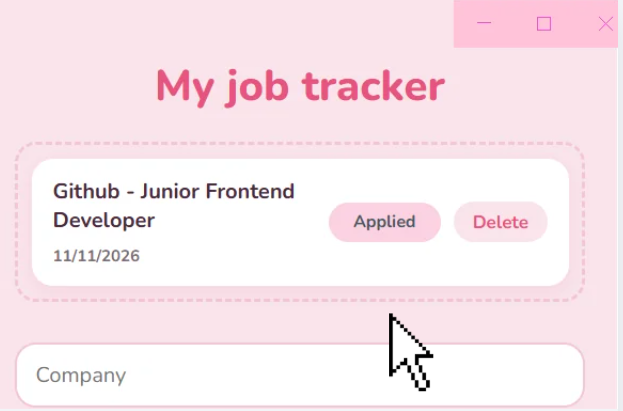 My job tracker
Github - Junior Frontend
Developer
11/11/2026
Applied
Delete
Company